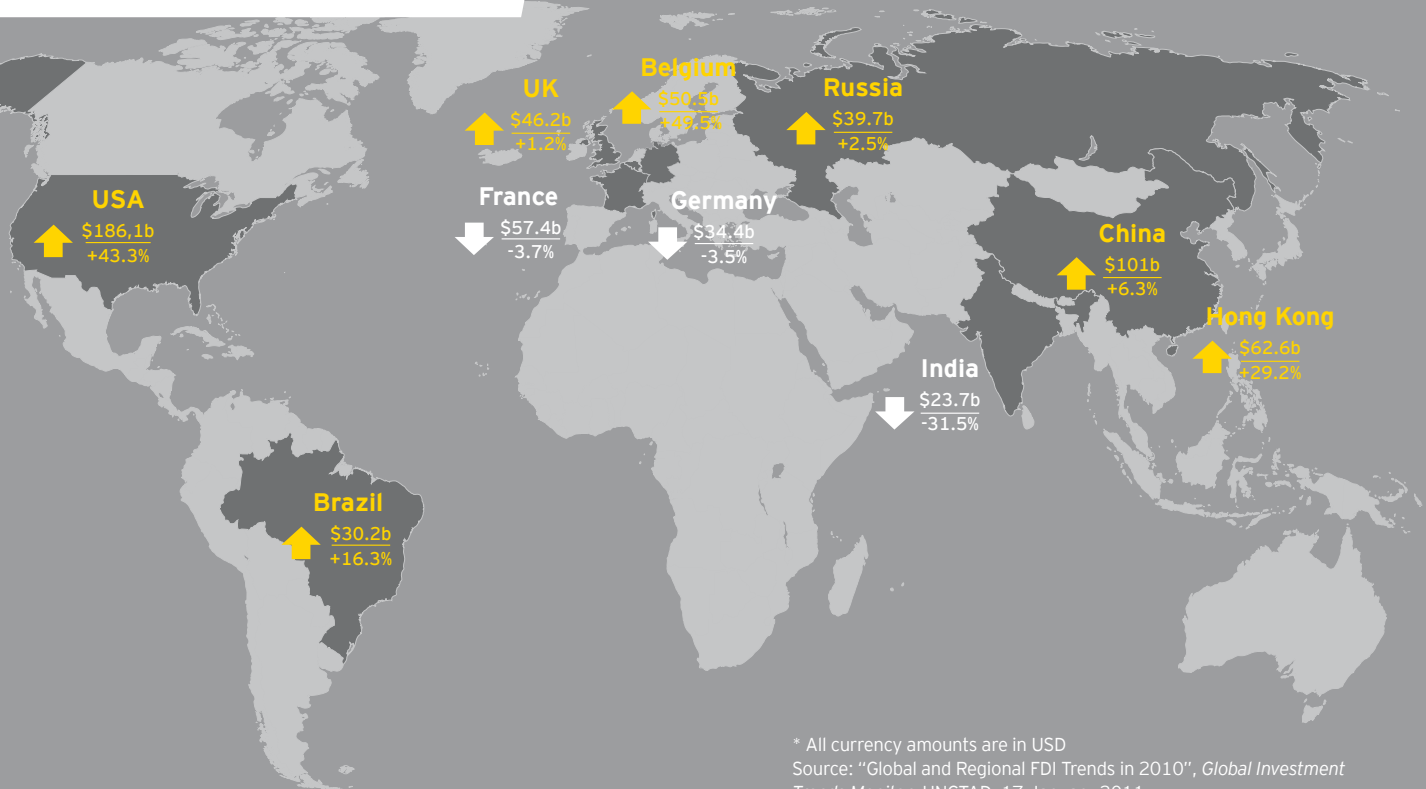 UK
$46.2b
+1.2%
Belgium
$50.5b
+49.5%
Russia
$39.7b
+2.5%
USA
$186,1b
+43.3%
France
$57.4b
-3.7%
Germany
$34.4b
-3.5%
China
$101b
+6.3%
Hong Kong
$62.6b
+29.2%
India
$23.7b
-31.5%
Brazil
$30.2b
+16.3%
* All currency amounts are in USD
Source: “Global and Regional FDI Trends in 2010”, Global Investment